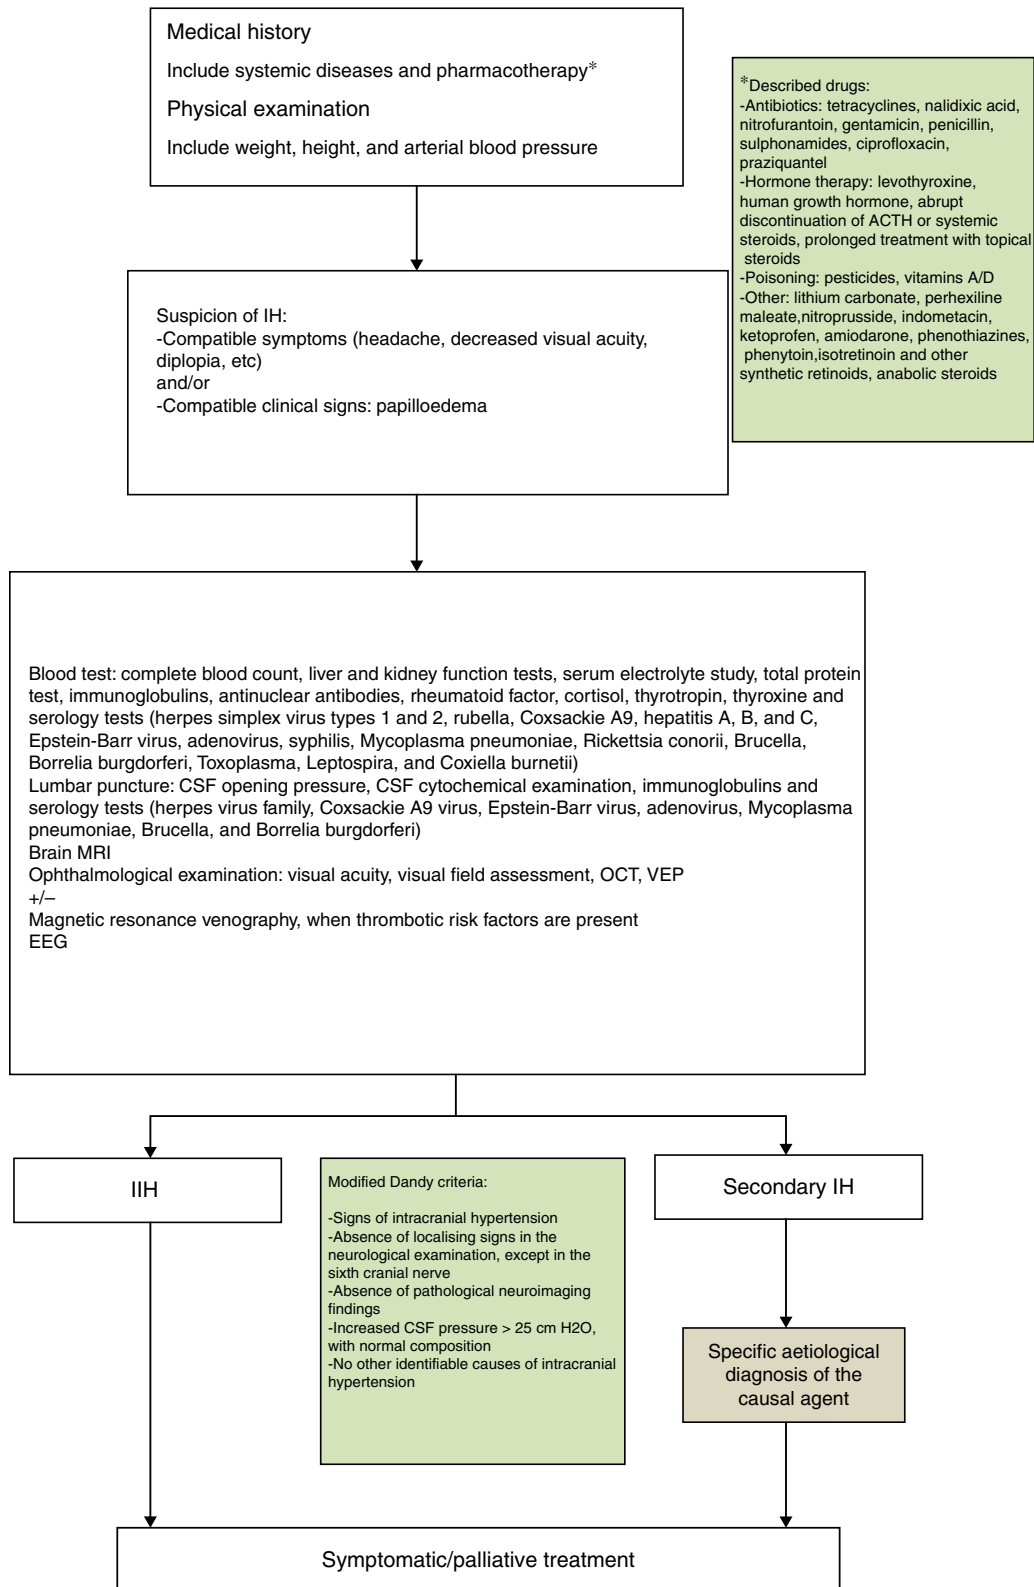 Medical history
Include systemic diseases and pharmacotherapy*
Physical examination
Include weight, height, and arterial blood pressure
*Described drugs:
-Antibiotics: tetracyclines, nalidixic acid,
nitrofurantoin, gentamicin, penicillin,
sulphonamides, ciprofloxacin,
praziquantel
-Hormone therapy: levothyroxine,
human growth hormone, abrupt
discontinuation of ACTH or systemic
steroids, prolonged treatment with topical
steroids
-Poisoning: pesticides, vitamins A/D
-Other: lithium carbonate, perhexiline
maleate,nitroprusside, indometacin,
ketoprofen, amiodarone, phenothiazines,
phenytoin,isotretinoin and other
synthetic retinoids, anabolic steroids
Suspicion of IH:
-Compatible symptoms (headache, decreased visual acuity,
diplopia, etc)
and/or
-Compatible clinical signs: papilloedema
Blood test: complete blood count, liver and kidney function tests, serum electrolyte study, total protein
test, immunoglobulins, antinuclear antibodies, rheumatoid factor, cortisol, thyrotropin, thyroxine and
serology tests (herpes simplex virus types 1 and 2, rubella, Coxsackie A9, hepatitis A, B, and C,
Epstein-Barr virus, adenovirus, syphilis, Mycoplasma pneumoniae, Rickettsia conorii, Brucella,
Borrelia burgdorferi, Toxoplasma, Leptospira, and Coxiella burnetii)
Lumbar puncture: CSF opening pressure, CSF cytochemical examination, immunoglobulins and
serology tests (herpes virus family, Coxsackie A9 virus, Epstein-Barr virus, adenovirus, Mycoplasma
pneumoniae, Brucella, and Borrelia burgdorferi)
Brain MRI
Ophthalmological examination: visual acuity, visual field assessment, OCT, VEP
+/–
Magnetic resonance venography, when thrombotic risk factors are present
EEG
IIH
Modified Dandy criteria:
-Signs of intracranial hypertension
-Absence of localising signs in the
neurological examination, except in the
sixth cranial nerve
-Absence of pathological neuroimaging
findings
-Increased CSF pressure > 25 cm H2O,
with normal composition
-No other identifiable causes of intracranial
hypertension
Secondary IH
Specific aetiological
diagnosis of the
causal agent
Symptomatic/palliative treatment